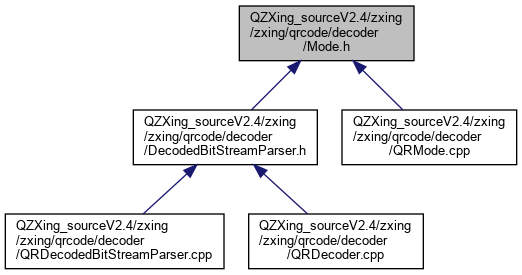 QZXing_sourceV2.4/zxing
/zxing/qrcode/decoder
/Mode.h
QZXing_sourceV2.4/zxing
/zxing/qrcode/decoder
/DecodedBitStreamParser.h
QZXing_sourceV2.4/zxing
/zxing/qrcode/decoder
/QRMode.cpp
QZXing_sourceV2.4/zxing
/zxing/qrcode/decoder
/QRDecodedBitStreamParser.cpp
QZXing_sourceV2.4/zxing
/zxing/qrcode/decoder
/QRDecoder.cpp